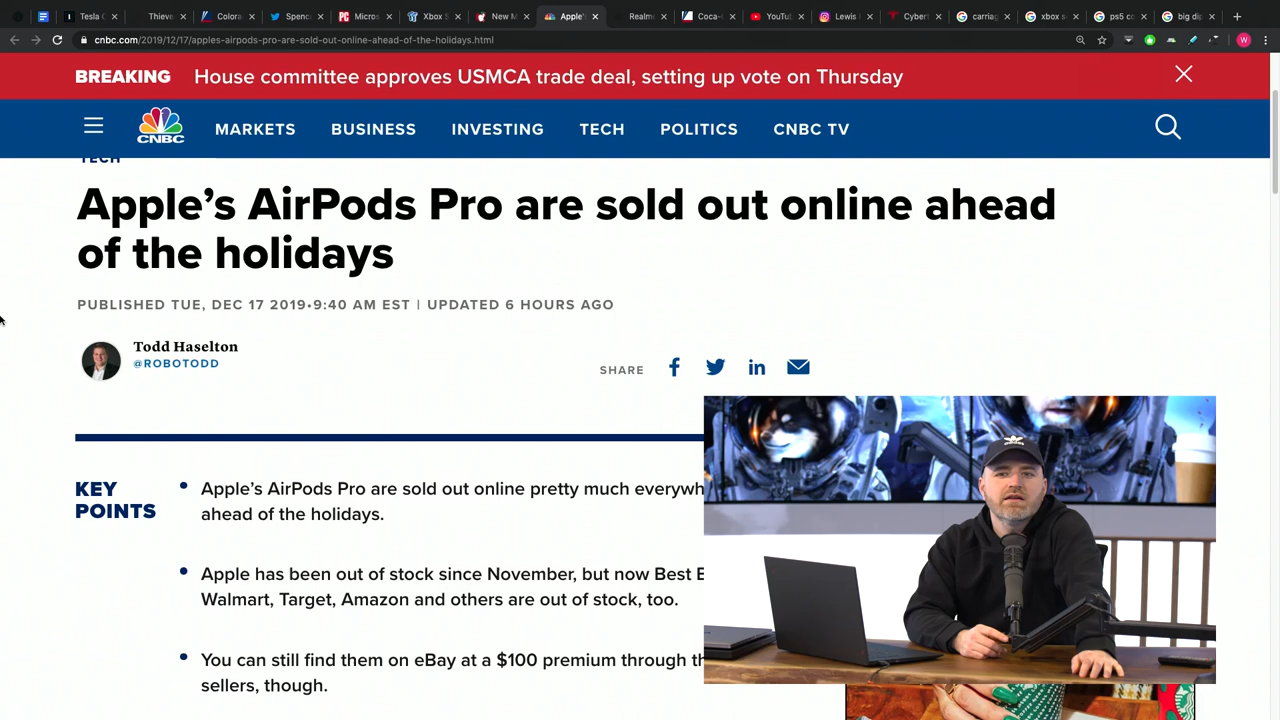 Tesla C
Thieve
Colora
Spenc
Micros
Xbox S
New M
Apple'
Realme
Coca-C
YouTu
Lewis H
Cybert
carriag
xbox se
ps5 co
big dip
cnbc.com/2019/12/17/apples-airpods-pro-are-sold-out-online-ahead-of-the-holidays.html
W
BREAKING House committee approves USMCA trade deal, setting up vote on Thursday
CNBC MARKETS BUSINESS INVESTING TECH POLITICS CNBC TV
TECH
Apple's AirPods Pro are sold out online ahead
of the holidays
PUBLISHED TUE, DEC 17 2019•9:40 AM EST | UPDATED 6 HOURS AGO
Todd Haselton
@ROBOTODD
SHARE
KEY
POINTS
• Apple's AirPods Pro are sold out online pretty much everywh
ahead of the holidays.
• Apple has been out of stock since November, but now Best B
Walmart, Target, Amazon and others are out of stock, too.
• You can still find them on eBay at a $100 premium through th
sellers, though.